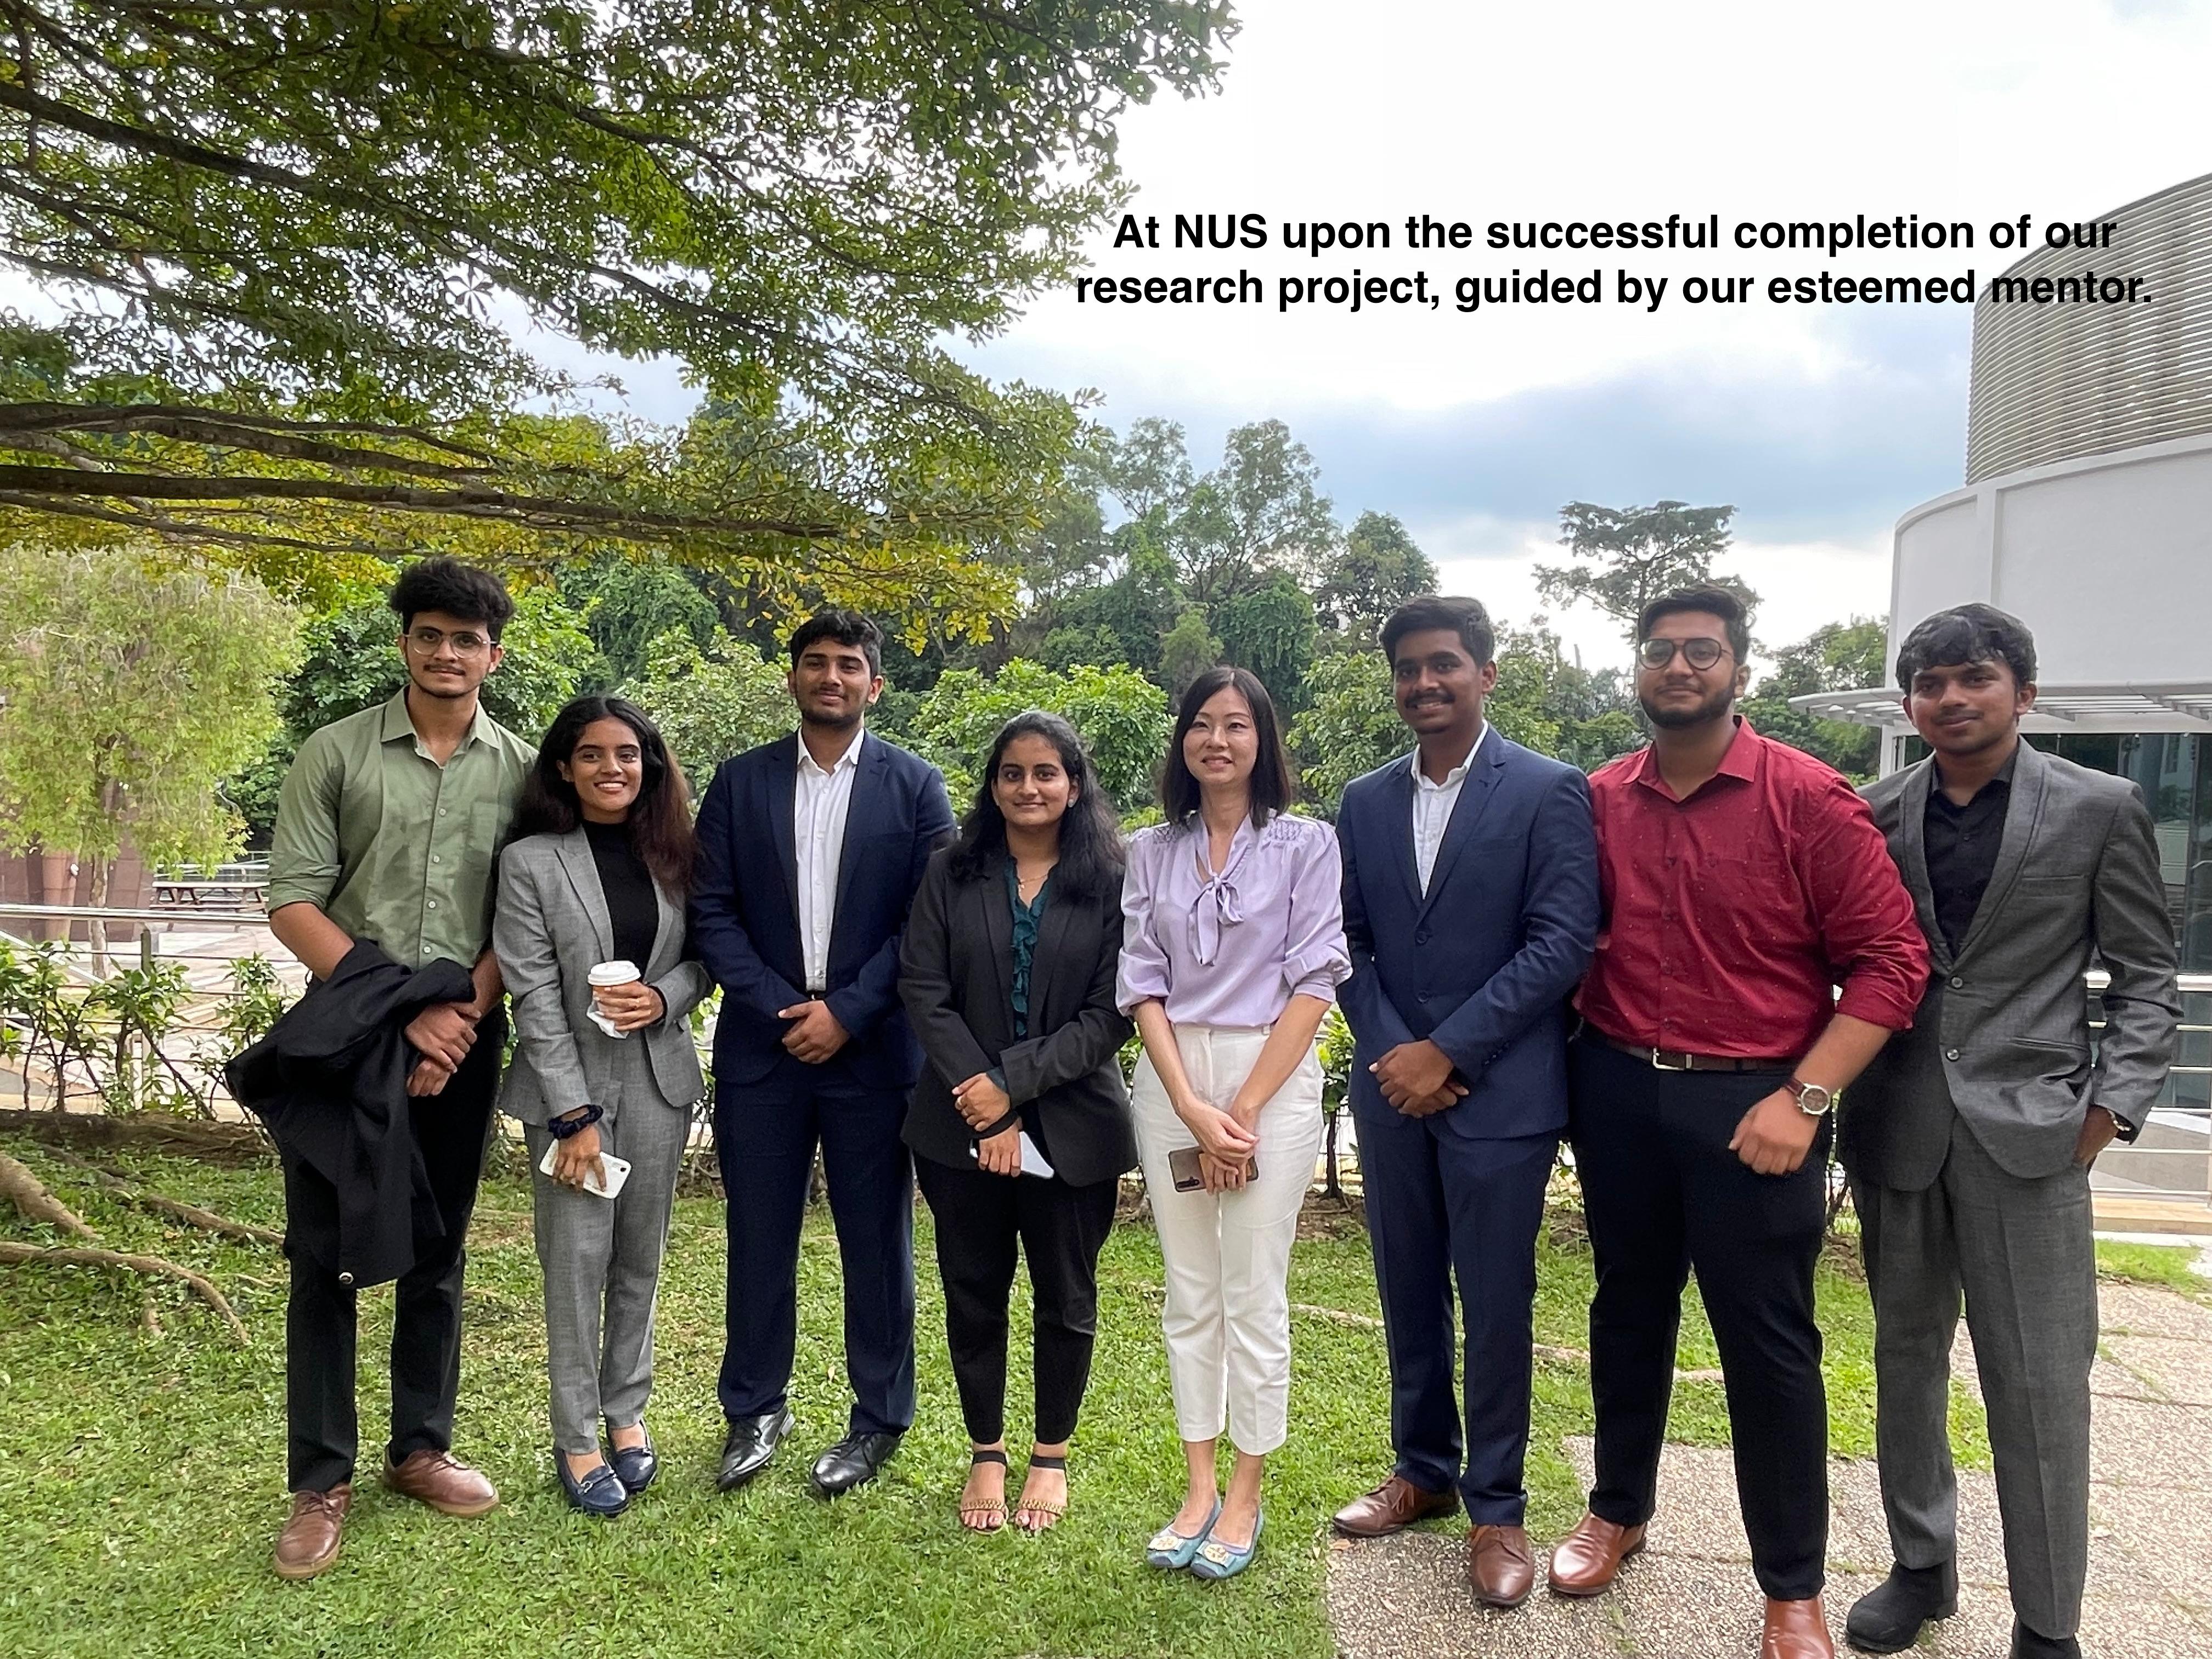 At NUS upon the successful completion of our
research project, guided by our esteemed mentor.